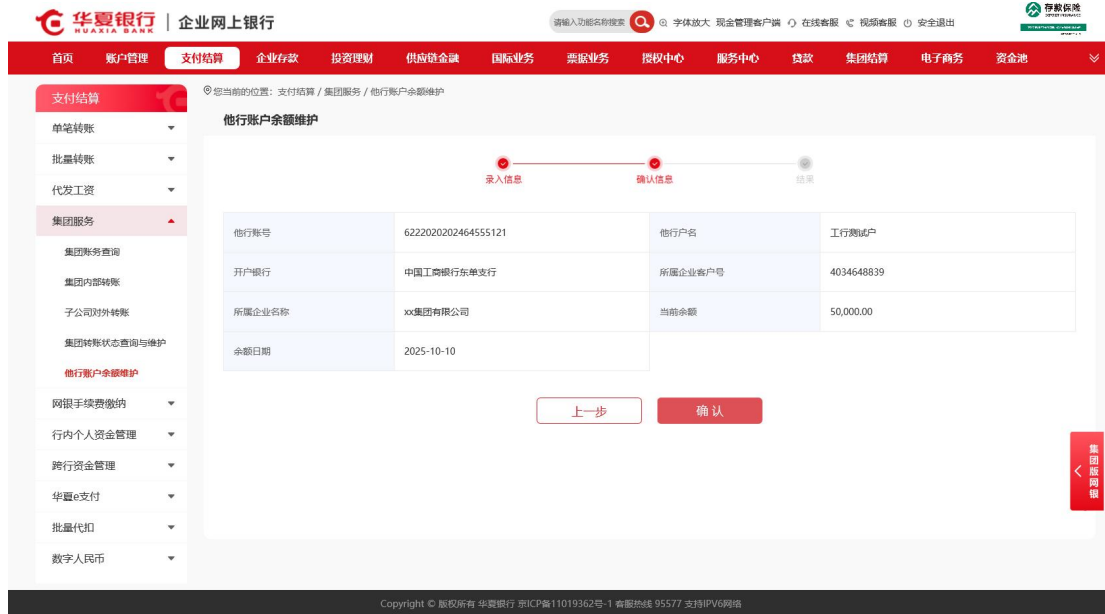 华夏银行 | 企业网上银行
HUAXIA BANK
请输入功能名称搜索 字体放大 现金管理客户端 在线客服 视频客服 安全退出
存款保险
首页 账户管理 支付结算 企业存款 投资理财 供应链金融 国际业务 票据业务 授权中心 服务中心 贷款 集团结算 电子商务 资金池
支付结算
单笔转账
批量转账
代发工资
集团服务
集团账务查询
集团内部转账
子公司对外转账
集团转账状态查询与维护
他行账户余额维护
网银手续费缴纳
行内个人资金管理
跨行资金管理
华夏e支付
批量代扣
数字人民币
您当前的位置：支付结算 / 集团服务 / 他行账户余额维护
他行账户余额维护
录入信息 确认信息 结果
他行账号 6222020202464555121 他行户名 工行测试户
开户银行 中国工商银行东单支行 所属企业客户号 4034648839
所属企业名称 xx集团有限公司 当前余额 50,000.00
余额日期 2025-10-10
上一步 确认
集团版网银
Copyright © 版权所有 华夏银行 京ICP备11019362号-1 客服热线 95577 支持IPV6网络